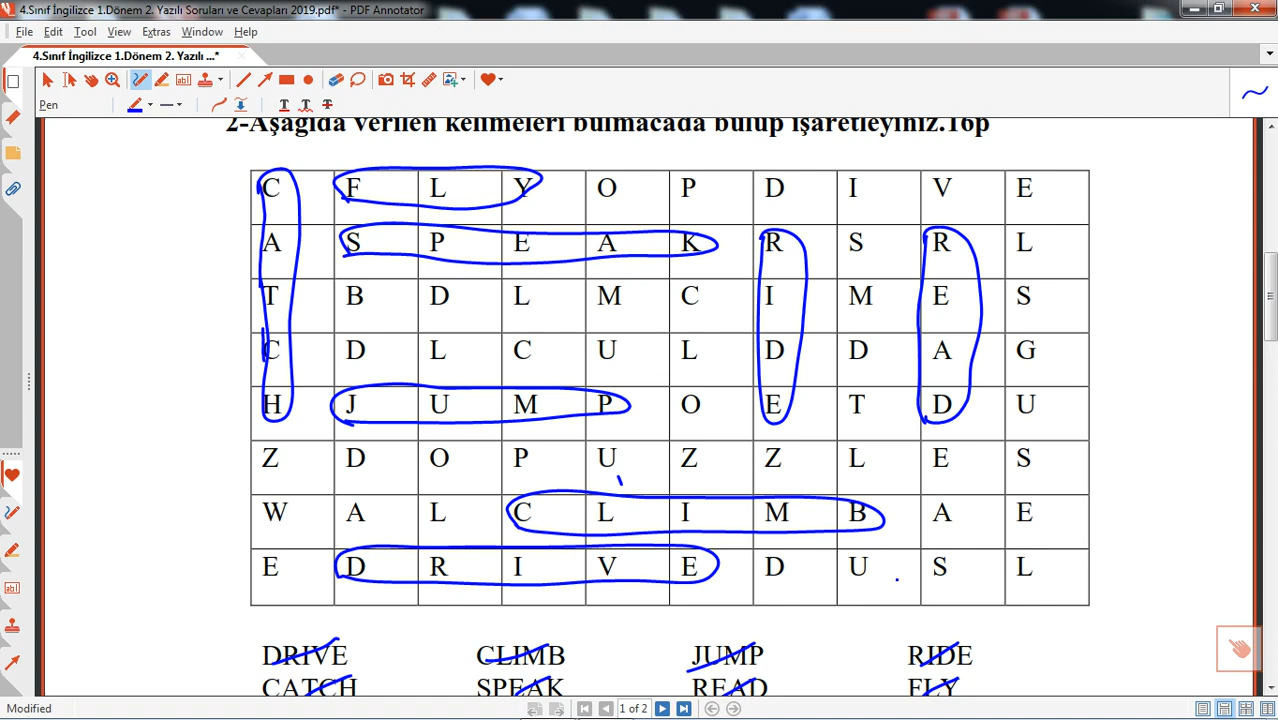 4.Sınıf İngilizce 1.Dönem 2. Yazılı Soruları ve Cevapları 2019.pdf* - PDF Annotator
File Edit Tool View Extras Window Help
4.Sınıf İngilizce 1.Dönem 2. Yazılı ...*
Pen
2-Aşağıda verilen kelimeleri bulmacada bulup işaretleyiniz.16p
C F L Y O P D I V E
A S P E A K R S R L
T B D L M C I M E S
C D L C U L D D A G
H J U M P O E T D U
Z D O P U Z Z L E S
W A L C L I M B A E
E D R I V E D U S L
DRIVE CLIMB JUMP RIDE
CATCH SPEAK READ FLY
Modified 1 of 2